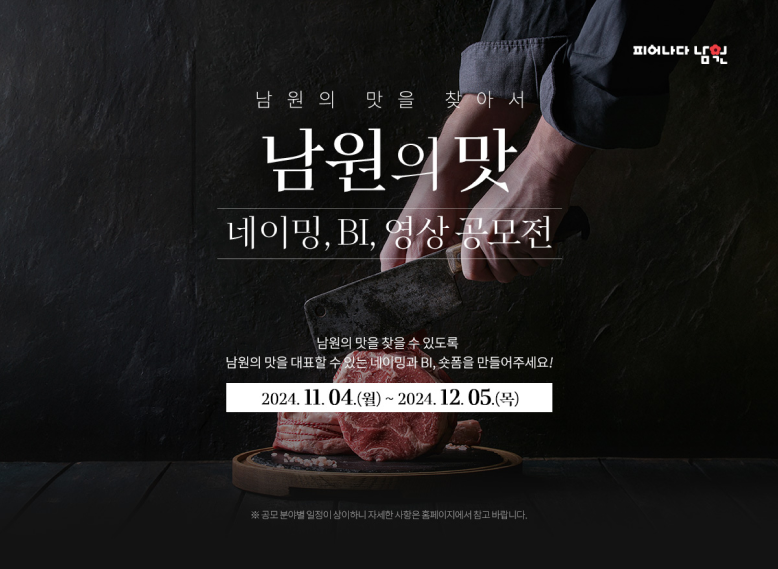 피어나다 남원
남원의 맛을 찾아서
남원의 맛
네이밍, BI, 영상 공모전
남원의 맛을 찾을 수 있도록
남원의 맛을 대표할 수 있는 네이밍과 BI, 숏폼을 만들어주세요!
2024. 11. 04.(월) ~ 2024. 12. 05.(목)
※ 공모 분야별 일정이 상이하니 자세한 사항은 홈페이지에서 참고 바랍니다.